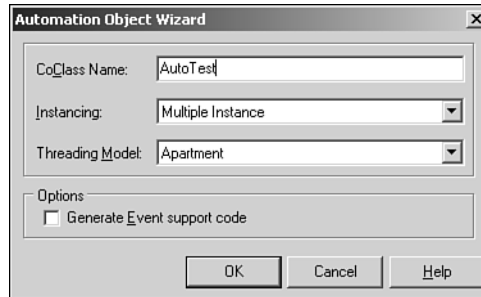 Automation Object Wizard
CoClass Name: AutoTest
Instancing: Multiple Instance
Threading Model: Apartment
Options
Generate Event support code
OK Cancel Help